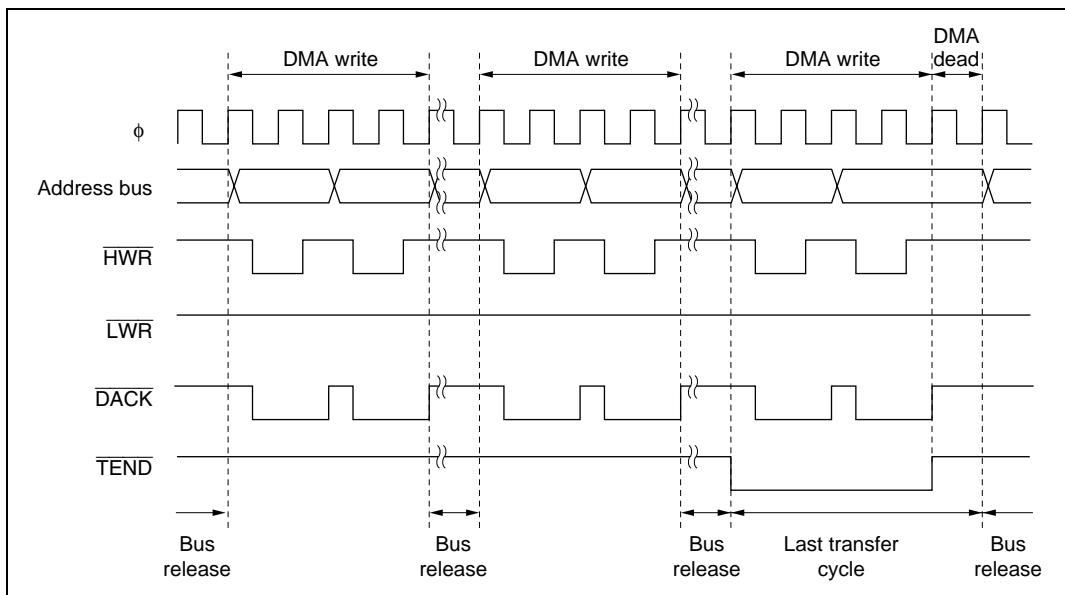 DMA write
DMA write
DMA write
DMA
dead
φ
Address bus
HWR
LWR
DACK
TEND
Bus
release
Bus
release
Bus
release
Last transfer
cycle
Bus
release